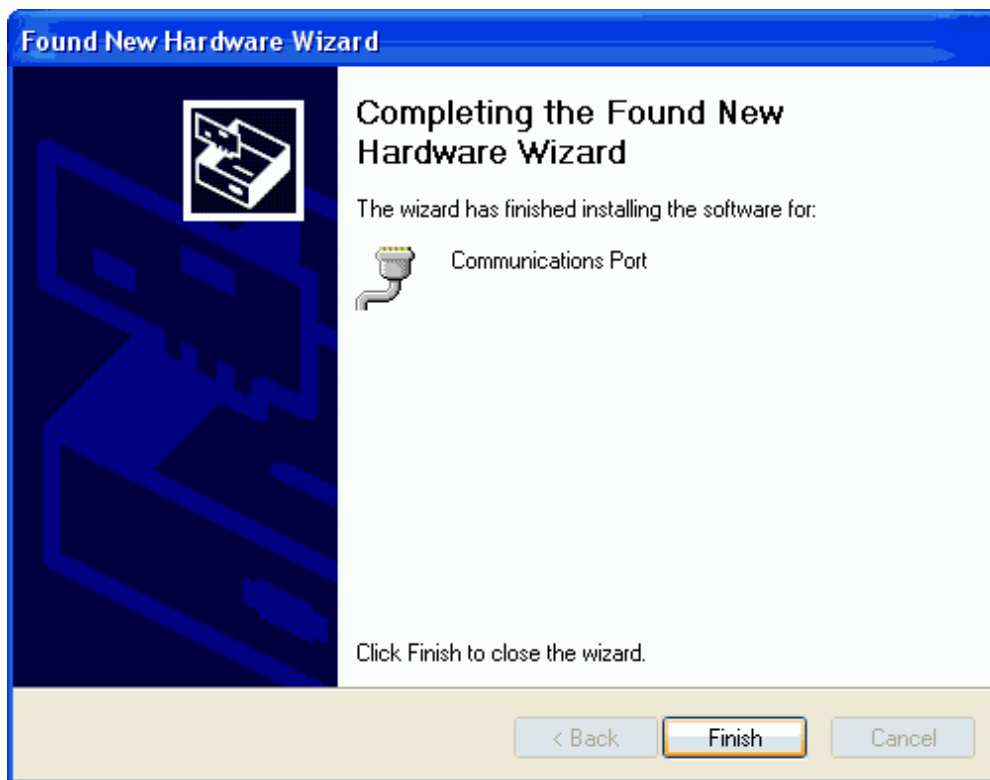 Found New Hardware Wizard
Completing the Found New
Hardware Wizard
The wizard has finished installing the software for:
Communications Port
Click Finish to close the wizard.
< Back
Finish
Cancel